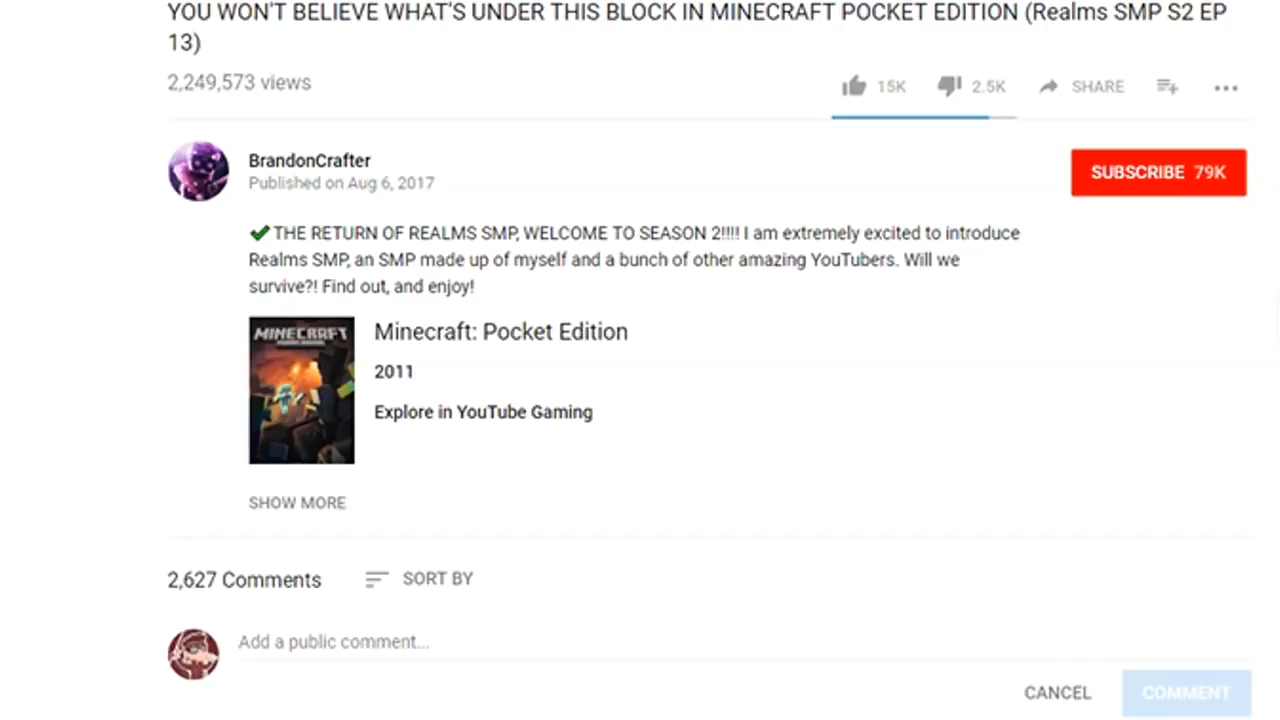 YOU WON'T BELIEVE WHAT'S UNDER THIS BLOCK IN MINECRAFT POCKET EDITION (Realms SMP S2 EP
13)
2,249,573 views
15K
2.5K
SHARE
BrandonCrafter
Published on Aug 6, 2017
SUBSCRIBE 79K
THE RETURN OF REALMS SMP, WELCOME TO SEASON 2!!!! I am extremely excited to introduce
Realms SMP, an SMP made up of myself and a bunch of other amazing YouTubers. Will we
survive?! Find out, and enjoy!
MINECRAFT
Minecraft: Pocket Edition
2011
Explore in YouTube Gaming
SHOW MORE
2,627 Comments
SORT BY
Add a public comment...
CANCEL
COMMENT